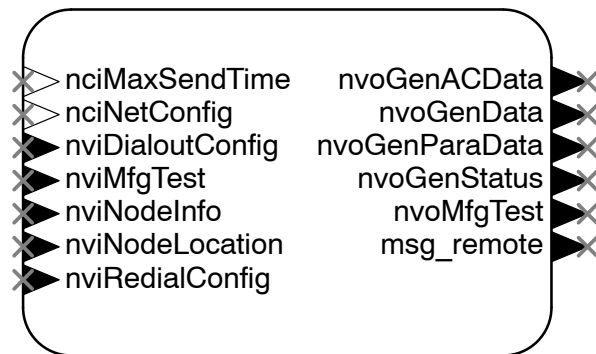 nciMaxSendTime
nciNetConfig
nviDialoutConfig
nviMfgTest
nviNodeInfo
nviNodeLocation
nviRedialConfig
nvoGenACData
nvoGenData
nvoGenParaData
nvoGenStatus
nvoMfgTest
msg_remote